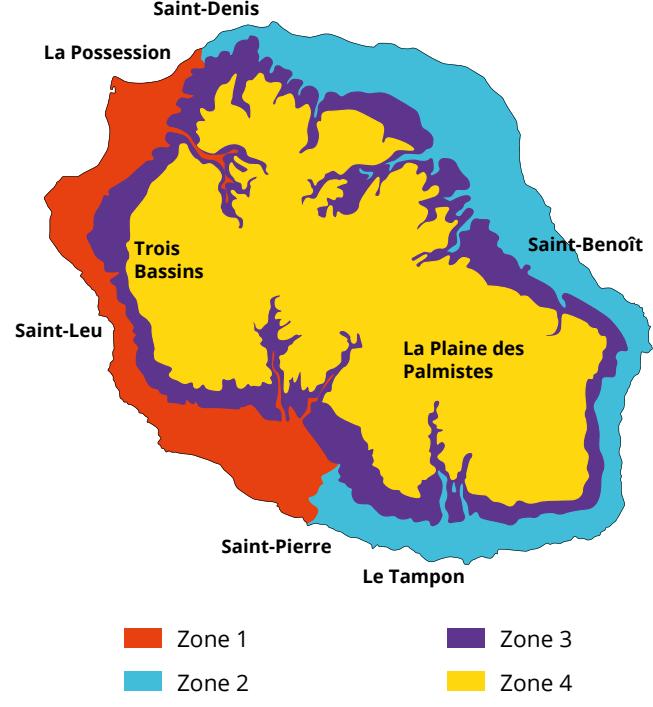 Saint-Denis
La Possession
Trois
Bassins
Saint-Benoît
Saint-Leu
La Plaine des
Palmistes
Saint-Pierre
Le Tampon
Zone 1
Zone 3
Zone 2
Zone 4